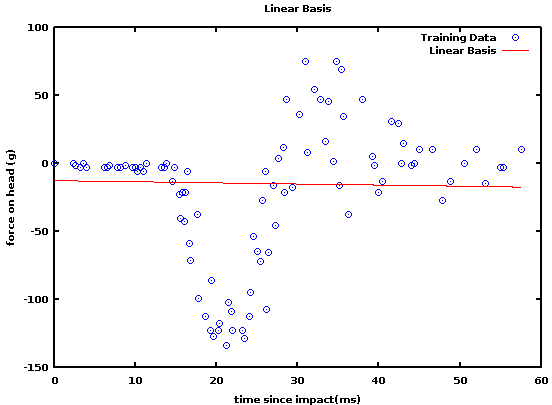 Linear Basis
100
Training Data
Linear Basis
50
0
-50
-100
-150
force on head (g)
0 10 20 30 40 50 60
time since impact(ms)